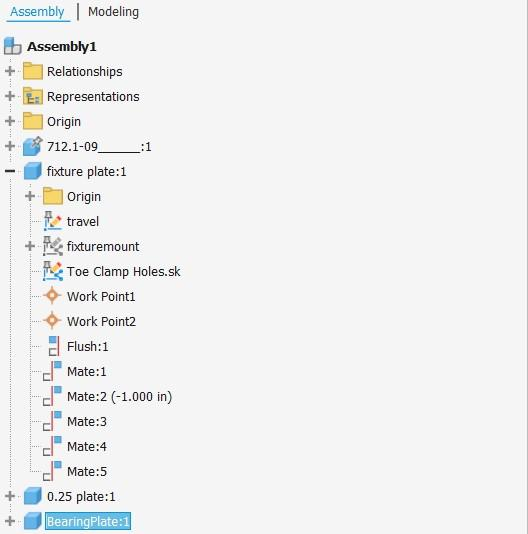 Assembly | Modeling
Assembly1
Relationships
Representations
Origin
712.1-09______:1
fixture plate:1
Origin
travel
fixturemount
Toe Clamp Holes.sk
Work Point1
Work Point2
Flush:1
Mate:1
Mate:2 (-1.000 in)
Mate:3
Mate:4
Mate:5
0.25 plate:1
BearingPlate:1